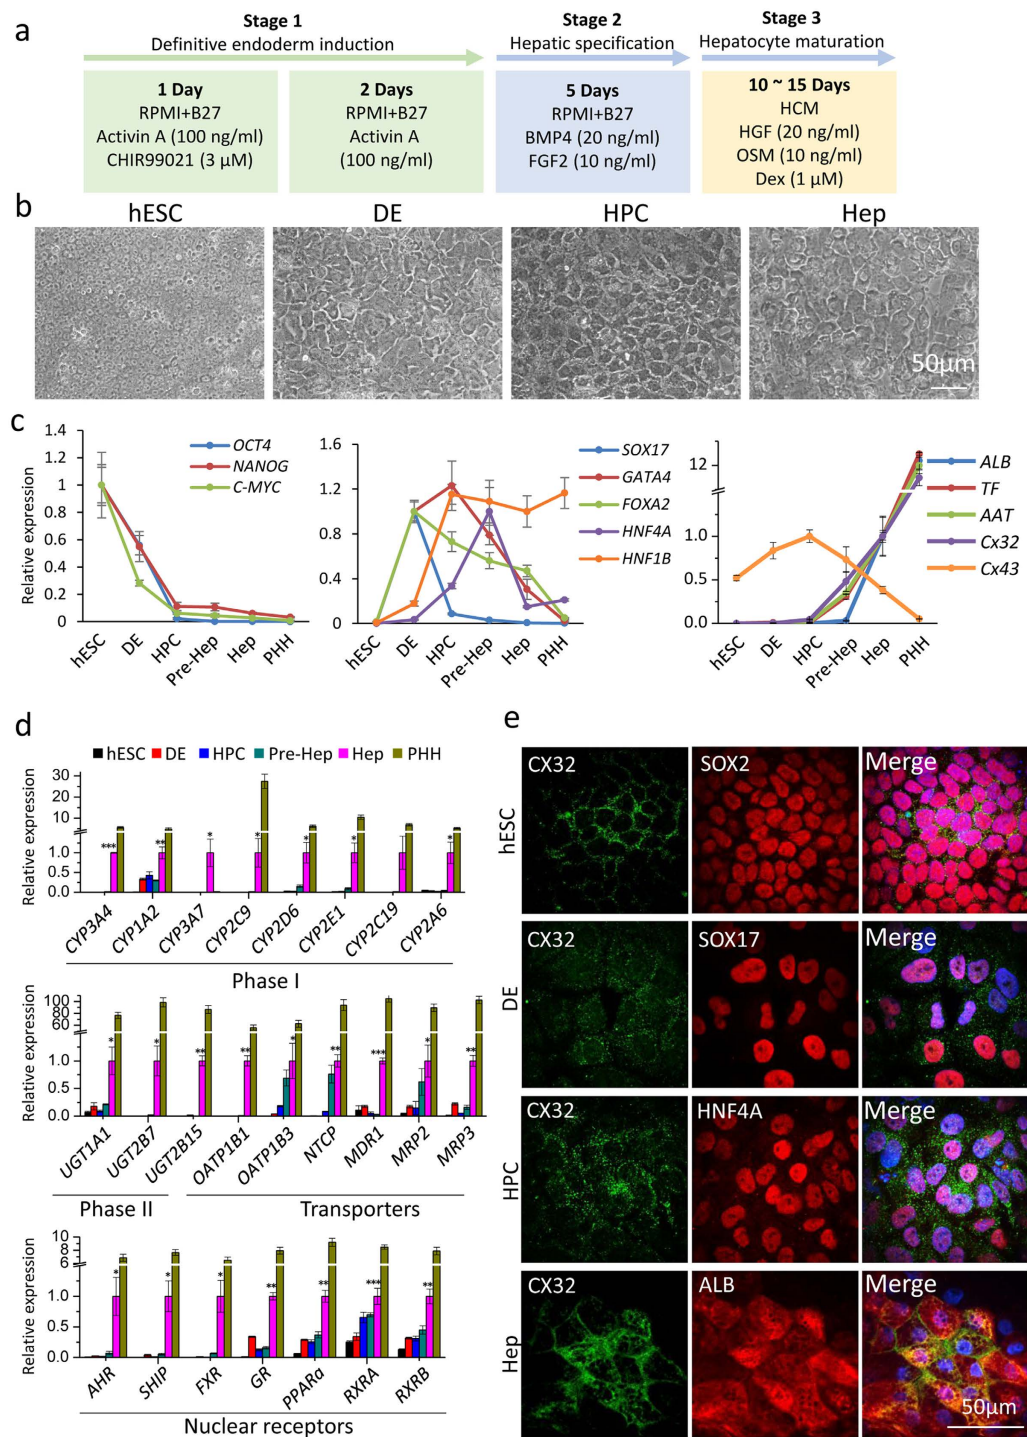 a
Stage 1
Definitive endoderm induction
Stage 2
Hepatic specification
Stage 3
Hepatocyte maturation
1 Day
RPMI+B27
Activin A (100 ng/ml)
CHIR99021 (3 µM)
2 Days
RPMI+B27
Activin A
(100 ng/ml)
5 Days
RPMI+B27
BMP4 (20 ng/ml)
FGF2 (10 ng/ml)
10 ~ 15 Days
HCM
HGF (20 ng/ml)
OSM (10 ng/ml)
Dex (1 µM)
b
hESC DE HPC Hep
50µm
c
Relative expression
1.4
1.2
1
0.8
0.6
0.4
0.2
0
OCT4
NANOG
C-MYC
hESC DE HPC Pre-Hep Hep PHH
1.6
1.2
0.8
0.4
0
SOX17
GATA4
FOXA2
HNF4A
HNF1B
hESC DE HPC Pre-Hep Hep PHH
12
1.0
0.5
0.0
ALB
TF
AAT
Cx32
Cx43
hESC DE HPC Pre-Hep Hep PHH
d
hESC DE HPC Pre-Hep Hep PHH
Relative expression
30
20
10
1.0
0.5
0.0
*** ** * * * * *
CYP3A4 CYP1A2 CYP3A7 CYP2C9 CYP2D6 CYP2E1 CYP2C19 CYP2A6
Phase I
Relative expression
100
80
60
1.0
0.5
0.0
* * ** ** * ** *** * **
UGT1A1 UGT2B7 UGT2B15 OATP1B1 OATP1B3 NTCP MDR1 MRP2 MRP3
Phase II Transporters
Relative expression
10
8
6
1.0
0.5
0.0
* * * ** ** *** **
AHR SHIP FXR GR PPARα RXRA RXRB
Nuclear receptors
e
hESC
CX32 SOX2 Merge
DE
CX32 SOX17 Merge
HPC
CX32 HNF4A Merge
Hep
CX32 ALB Merge
50µm